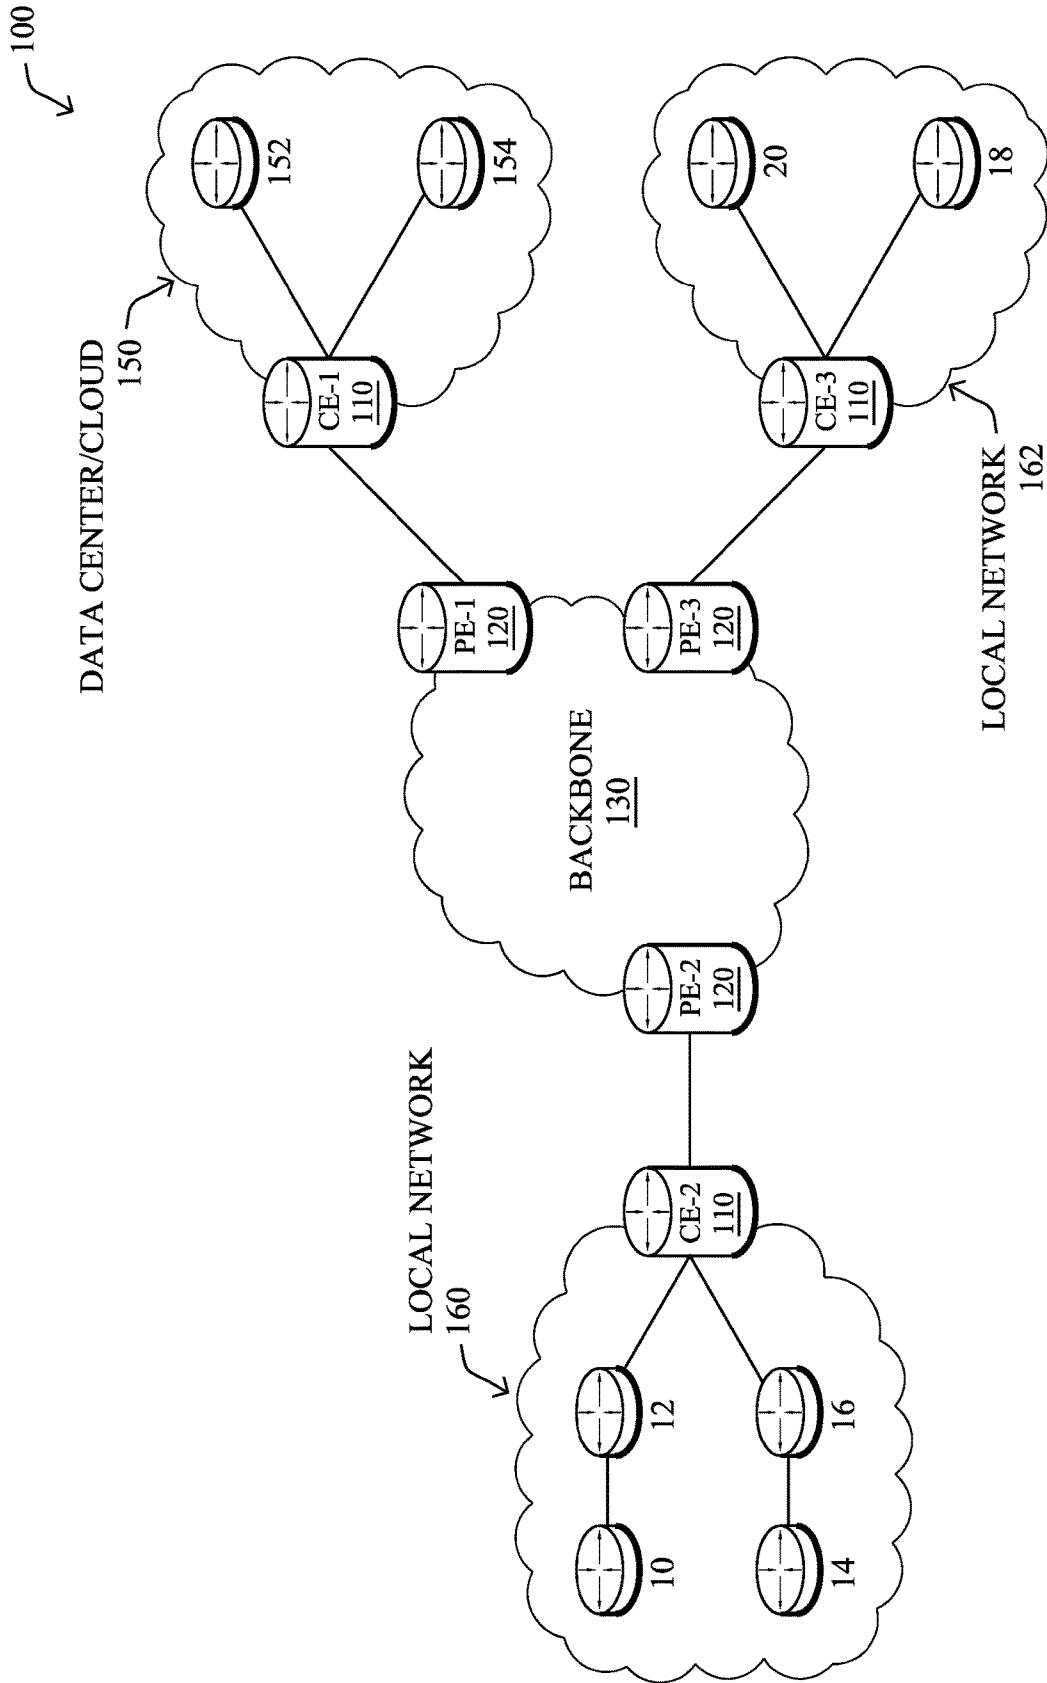 100
DATA CENTER/CLOUD
150
152
154
CE-1
110
PE-1
120
BACKBONE
130
PE-3
120
PE-2
120
LOCAL NETWORK
160
CE-2
110
10
12
14
16
CE-3
110
20
18
LOCAL NETWORK
162